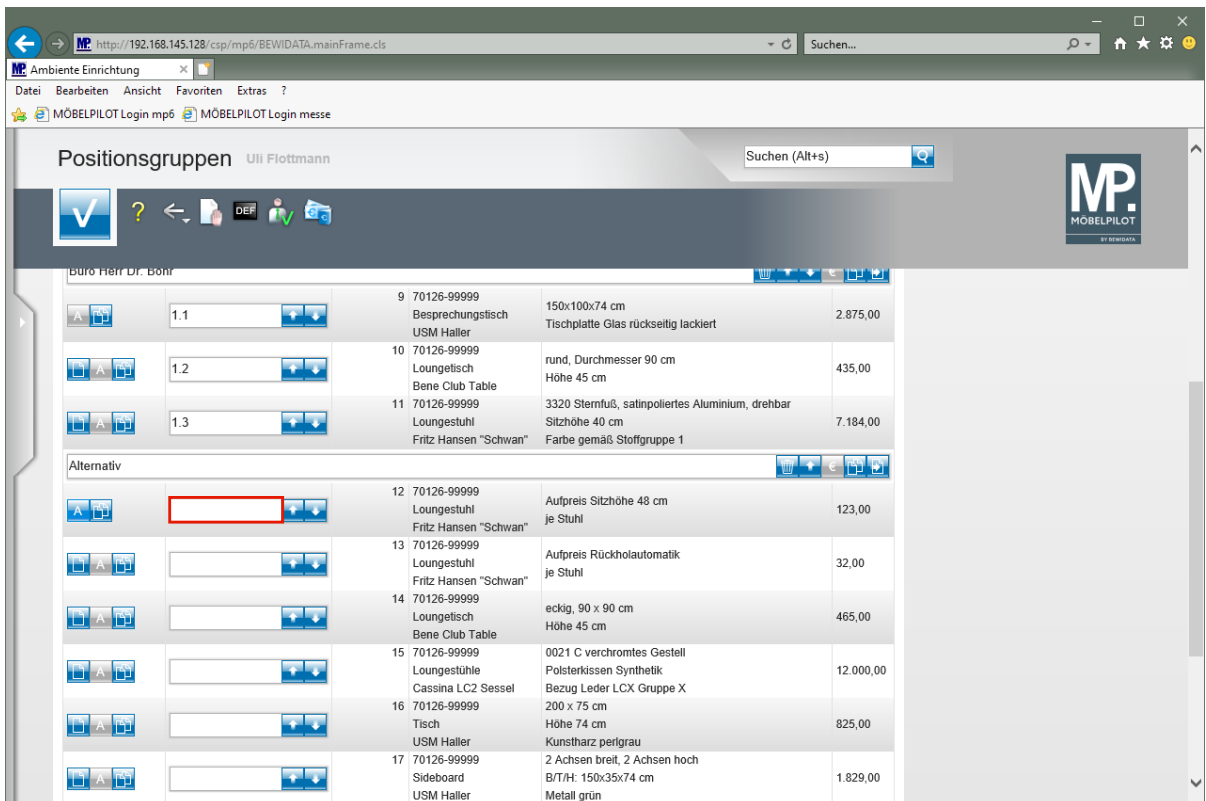 http://192.168.145.128/csp/mp6/BEWIDATA.mainFrame.cls
Suchen...
Ambiente Einrichtung
Datei Bearbeiten Ansicht Favoriten Extras ?
MÖBELPILOT Login mp6 MÖBELPILOT Login messe
Positionsgruppen Uli Flottmann
Suchen (Alt+s)
MP.
MÖBELPILOT
BY BEWIDATA
? DEF
Büro Herr Dr. Bohr
A 1.1
9 70126-99999
Besprechungstisch
USM Haller
150x100x74 cm
Tischplatte Glas rückseitig lackiert
2.875,00
A 1.2
10 70126-99999
Loungetisch
Bene Club Table
rund, Durchmesser 90 cm
Höhe 45 cm
435,00
A 1.3
11 70126-99999
Loungestuhl
Fritz Hansen "Schwan"
3320 Sternfuß, satinpoliertes Aluminium, drehbar
Sitzhöhe 40 cm
Farbe gemäß Stoffgruppe 1
7.184,00
Alternativ
€
A
12 70126-99999
Loungestuhl
Fritz Hansen "Schwan"
Aufpreis Sitzhöhe 48 cm
je Stuhl
123,00
A
13 70126-99999
Loungestuhl
Fritz Hansen "Schwan"
Aufpreis Rückholautomatik
je Stuhl
32,00
A
14 70126-99999
Loungetisch
Bene Club Table
eckig, 90 x 90 cm
Höhe 45 cm
465,00
A
15 70126-99999
Loungestühle
Cassina LC2 Sessel
0021 C verchromtes Gestell
Polsterkissen Synthetik
Bezug Leder LCX Gruppe X
12.000,00
A
16 70126-99999
Tisch
USM Haller
200 x 75 cm
Höhe 74 cm
Kunstharz perlgrau
825,00
A
17 70126-99999
Sideboard
USM Haller
2 Achsen breit, 2 Achsen hoch
B/T/H: 150x35x74 cm
Metall grün
1.829,00